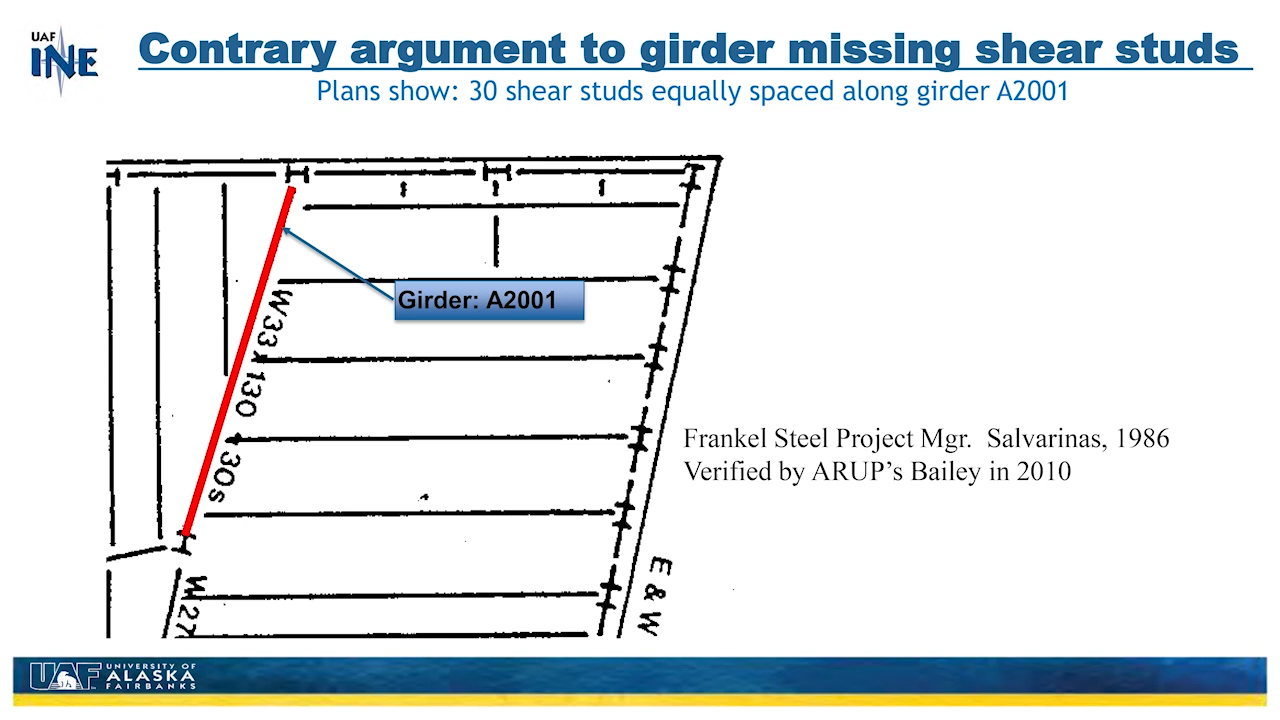 UAF
INE
Contrary argument to girder missing shear studs
Plans show: 30 shear studs equally spaced along girder A2001
Girder: A2001
W33x130
30s
W27
E & W
Frankel Steel Project Mgr.  Salvarinas, 1986
Verified by ARUP’s Bailey in 2010
UAF
UNIVERSITY OF
ALASKA
FAIRBANKS